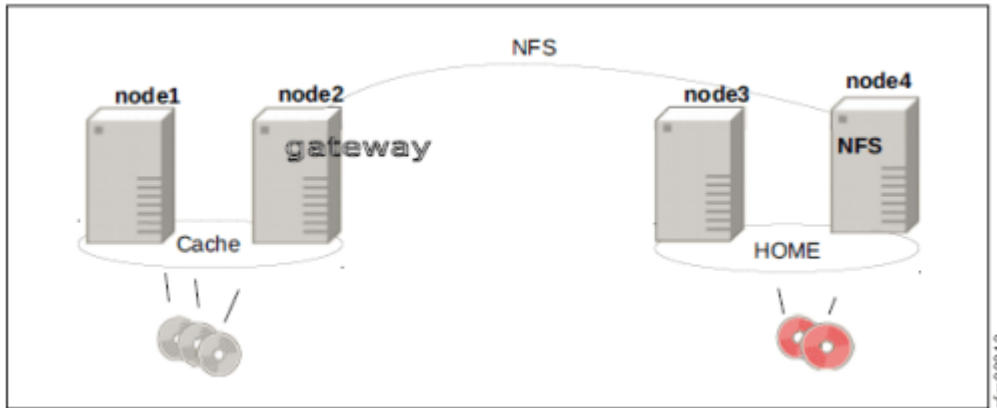 NFS
node1
node2
node3
node4
gateway
NFS
Cache
HOME